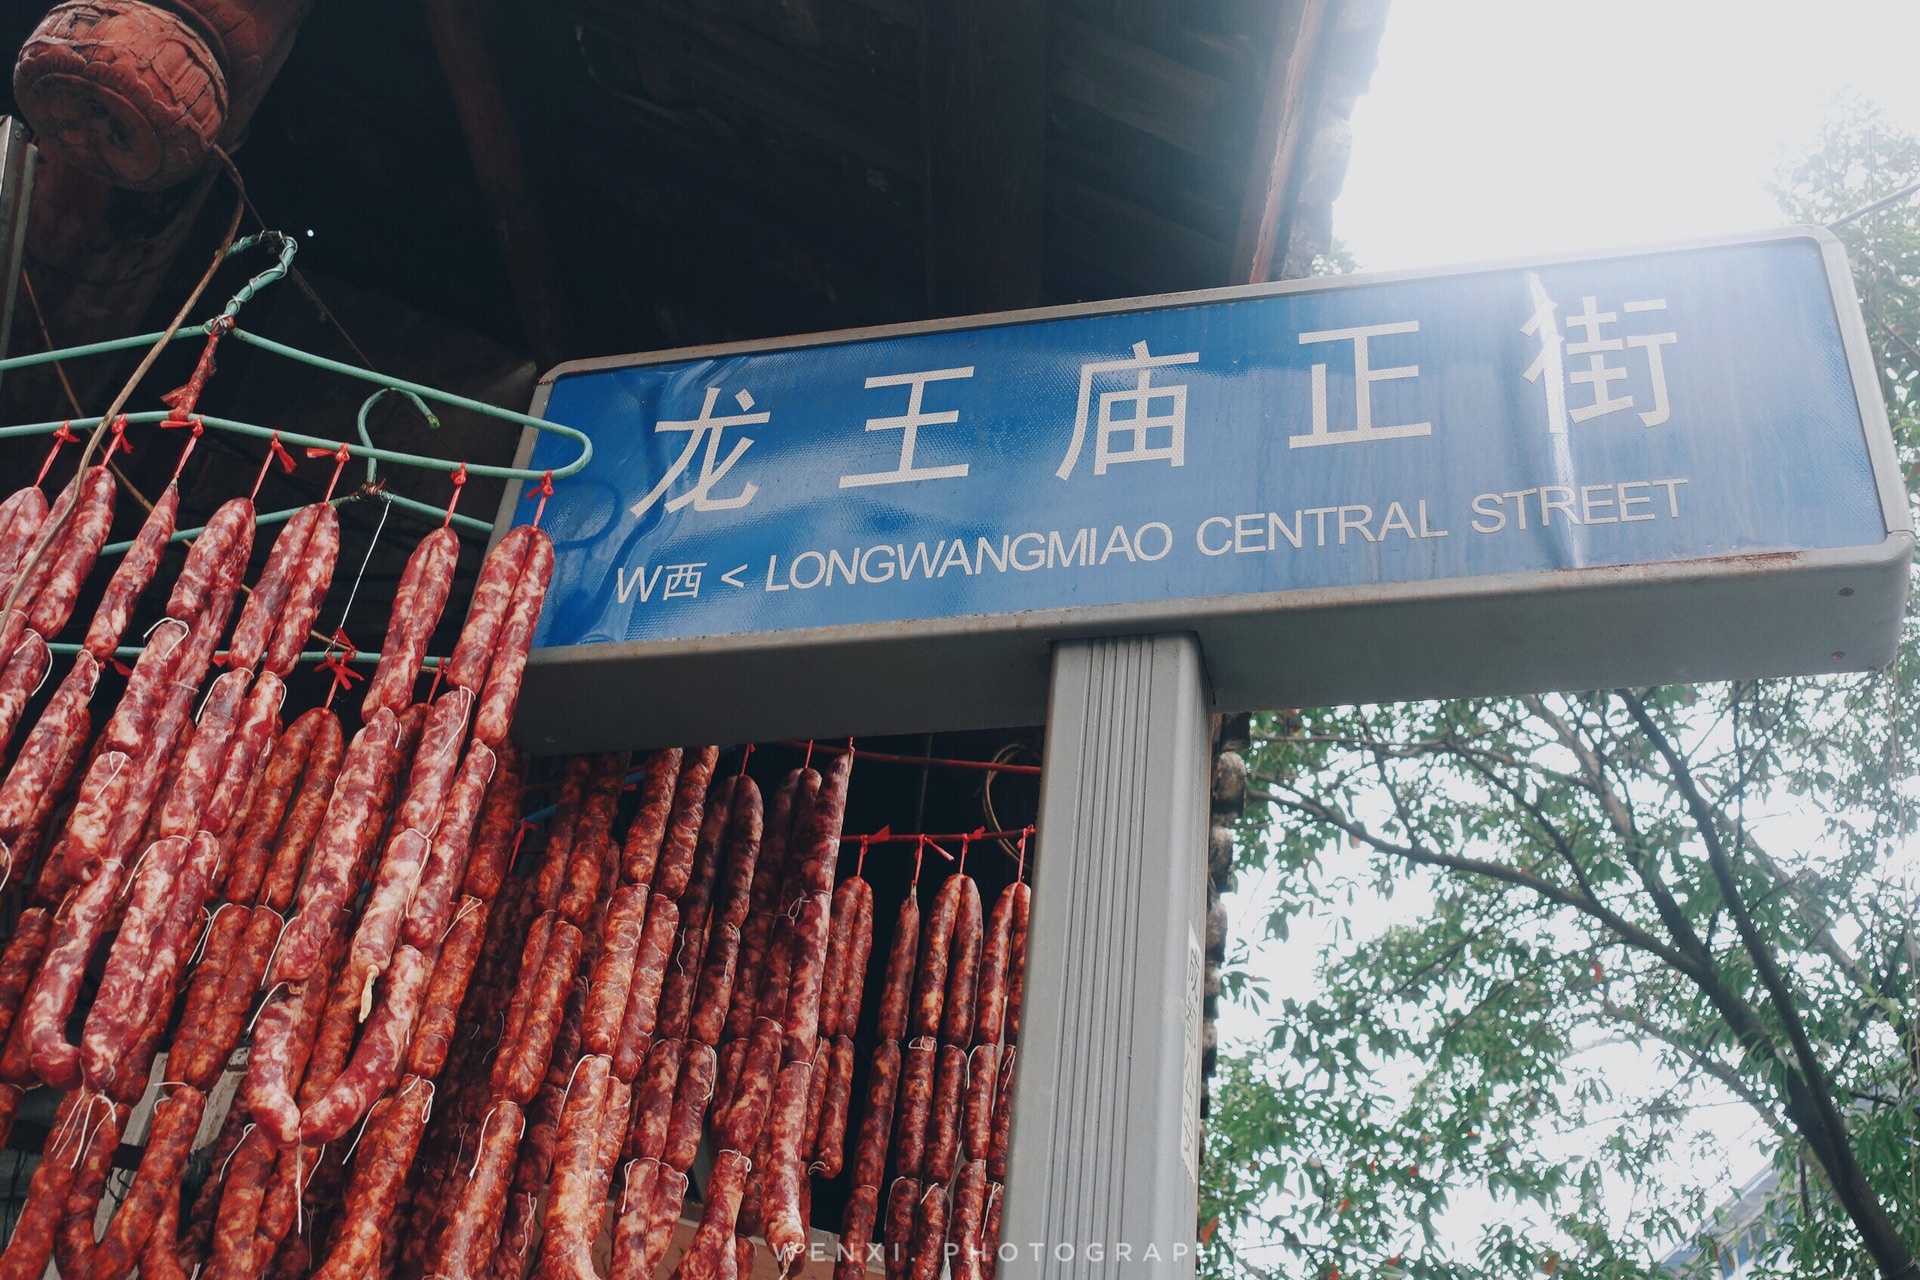 龙王庙正街
W西 < LONGWANGMIAO CENTRAL STREET
WENXI. PHOTOGRAPHY